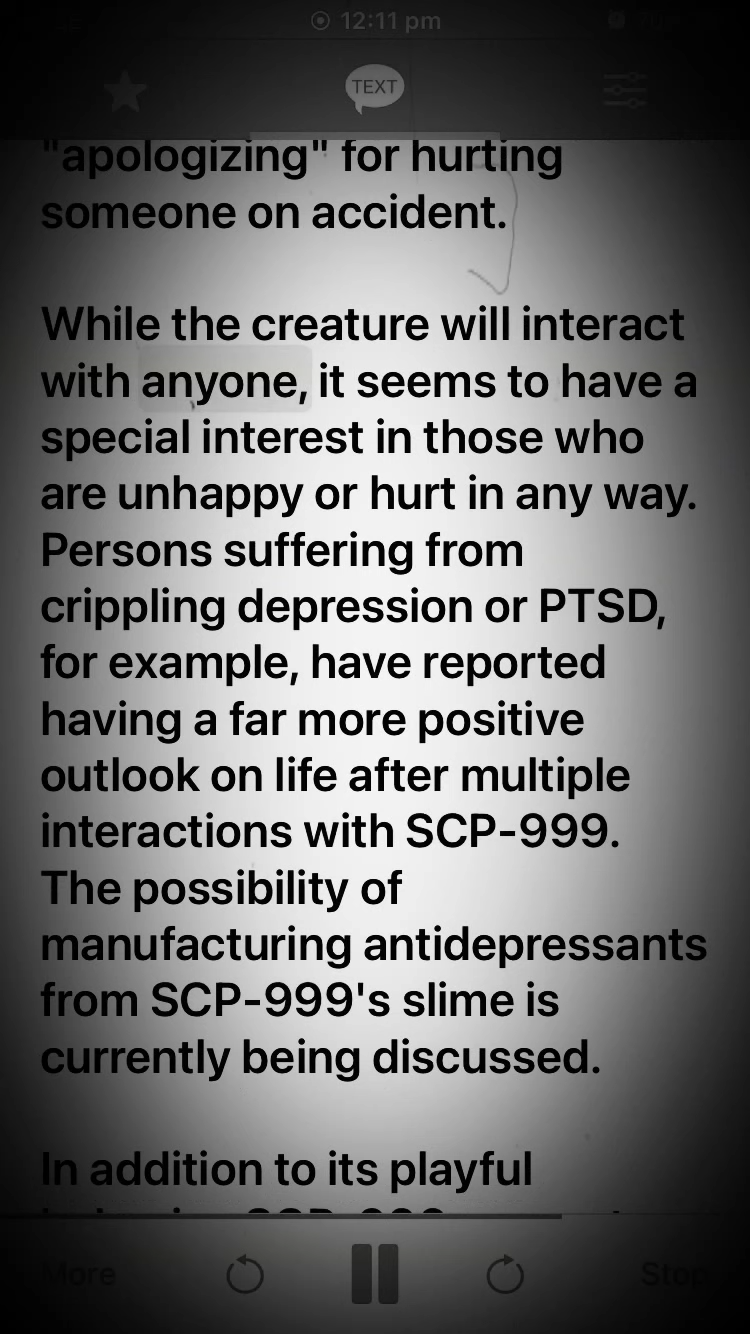 12:11 pm
TEXT
"apologizing" for hurting
someone on accident.
While the creature will interact
with anyone, it seems to have a
special interest in those who
are unhappy or hurt in any way.
Persons suffering from
crippling depression or PTSD,
for example, have reported
having a far more positive
outlook on life after multiple
interactions with SCP-999.
The possibility of
manufacturing antidepressants
from SCP-999's slime is
currently being discussed.
In addition to its playful
More
Stop